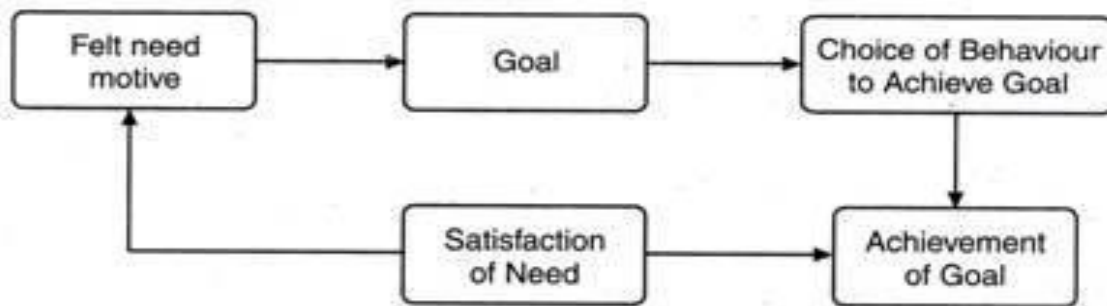 Felt need
motive
Goal
Choice of Behaviour
to Achieve Goal
Satisfaction
of Need
Achievement
of Goal